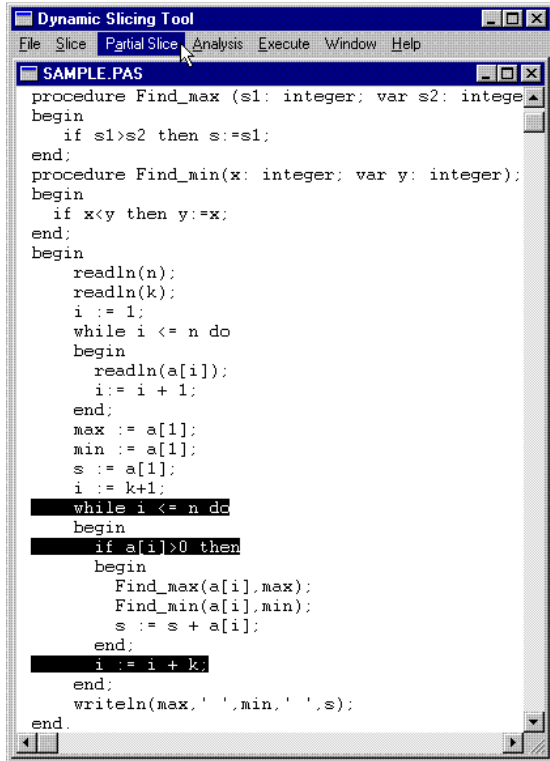 Dynamic Slicing Tool
File Slice Partial Slice Analysis Execute Window Help
SAMPLE.PAS
procedure Find_max (s1: integer; var s2: intege
begin
if s1>s2 then s:=s1;
end;
procedure Find_min(x: integer; var y: integer);
begin
if x<y then y:=x;
end;
begin
readln(n);
readln(k);
i := 1;
while i <= n do
begin
readln(a[i]);
i:= i + 1;
end;
max := a[1];
min := a[1];
s := a[1];
i := k+1;
while i <= n do
begin
if a[i]>0 then
begin
Find_max(a[i],max);
Find_min(a[i],min);
s := s + a[i];
end;
i := i + k;
end;
writeln(max,' ',min,' ',s);
end.